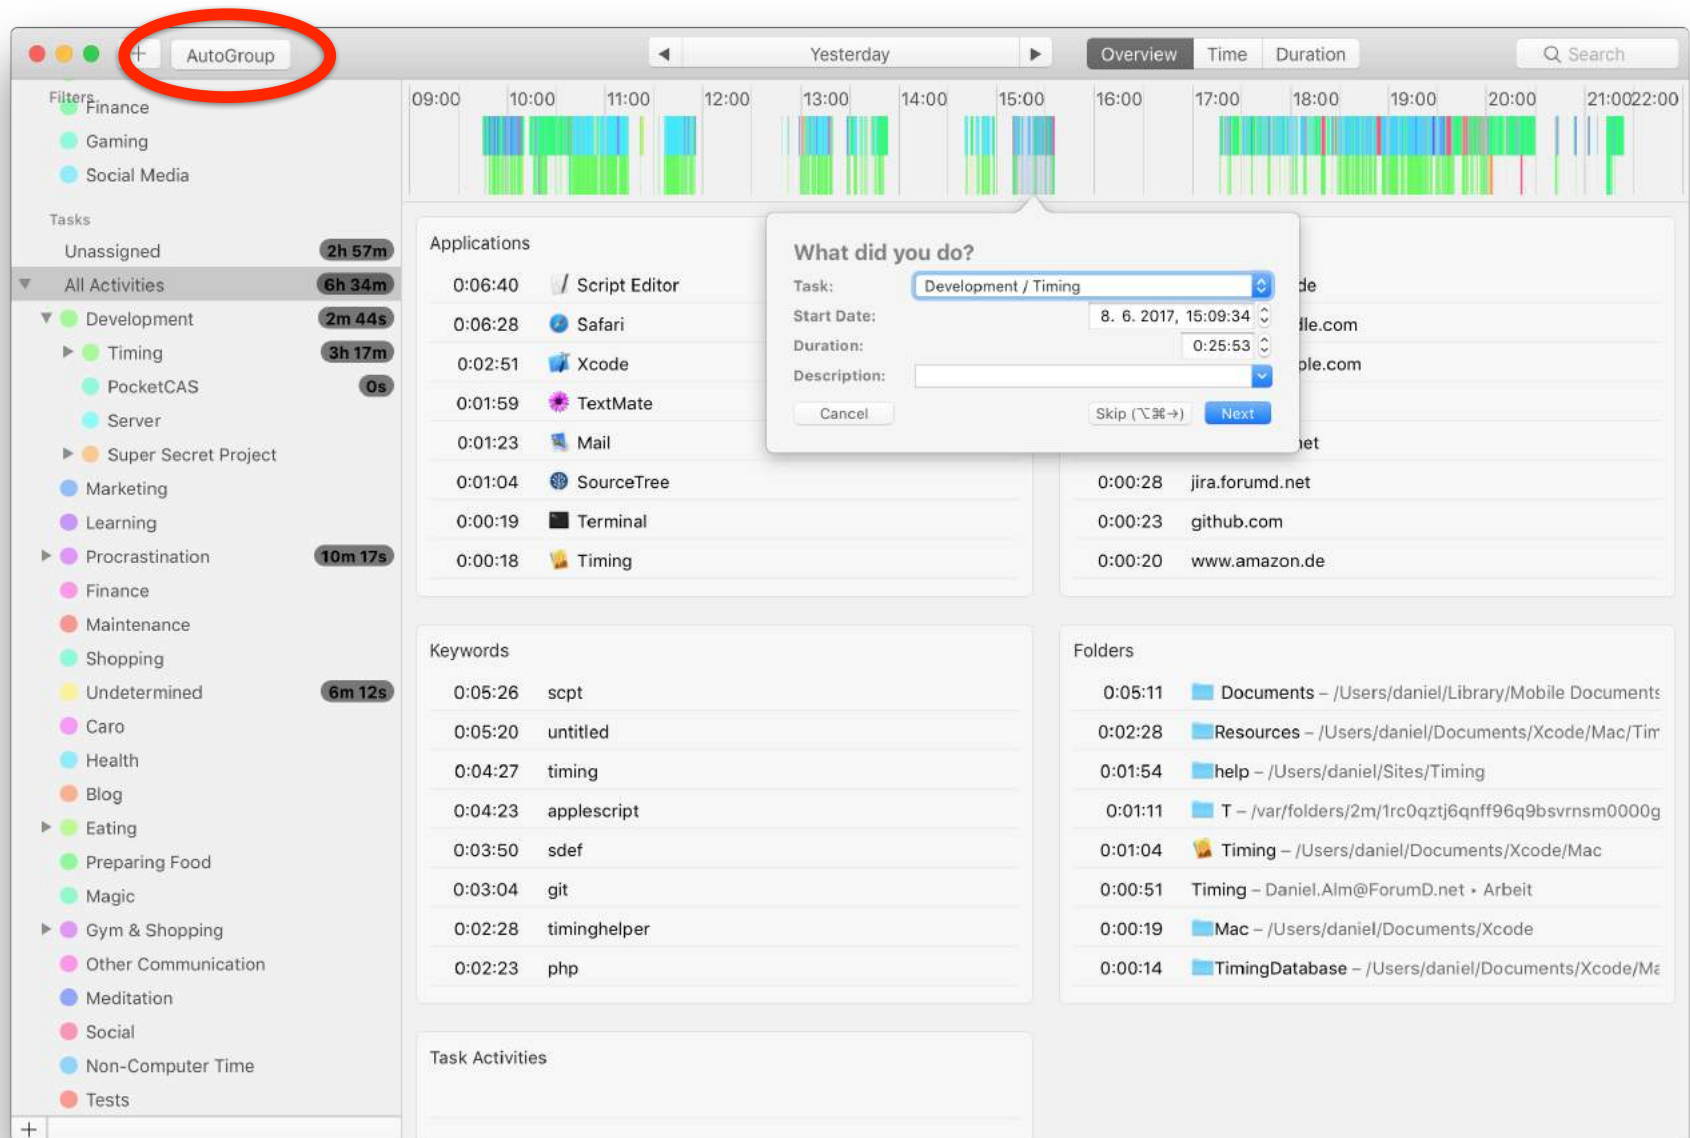 + AutoGroup
Yesterday
Overview Time Duration
Search
Filters
Finance
Gaming
Social Media
Tasks
Unassigned 2h 57m
All Activities 6h 34m
Development 2m 44s
Timing 3h 17m
PocketCAS 0s
Server
Super Secret Project
Marketing
Learning
Procrastination 10m 17s
Finance
Maintenance
Shopping
Undetermined 6m 12s
Caro
Health
Blog
Eating
Preparing Food
Magic
Gym & Shopping
Other Communication
Meditation
Social
Non-Computer Time
Tests
+
09:00 10:00 11:00 12:00 13:00 14:00 15:00 16:00 17:00 18:00 19:00 20:00 21:00 22:00
Applications
0:06:40 Script Editor
0:06:28 Safari
0:02:51 Xcode
0:01:59 TextMate
0:01:23 Mail
0:01:04 SourceTree
0:00:19 Terminal
0:00:18 Timing
What did you do?
Task: Development / Timing
Start Date: 8. 6. 2017, 15:09:34
Duration: 0:25:53
Description:
Cancel Skip (⌥⌘→) Next
0:00:28 jira.forumd.net
0:00:23 github.com
0:00:20 www.amazon.de
Keywords
0:05:26 scpt
0:05:20 untitled
0:04:27 timing
0:04:23 applescript
0:03:50 sdef
0:03:04 git
0:02:28 timinghelper
0:02:23 php
Folders
0:05:11 Documents – /Users/daniel/Library/Mobile Documents
0:02:28 Resources – /Users/daniel/Documents/Xcode/Mac/Tim
0:01:54 help – /Users/daniel/Sites/Timing
0:01:11 T – /var/folders/2m/1rc0qztj6qnff96q9bsvrnsm0000g
0:01:04 Timing – /Users/daniel/Documents/Xcode/Mac
0:00:51 Timing – Daniel.Alm@ForumD.net • Arbeit
0:00:19 Mac – /Users/daniel/Documents/Xcode
0:00:14 TimingDatabase – /Users/daniel/Documents/Xcode/Ma
Task Activities